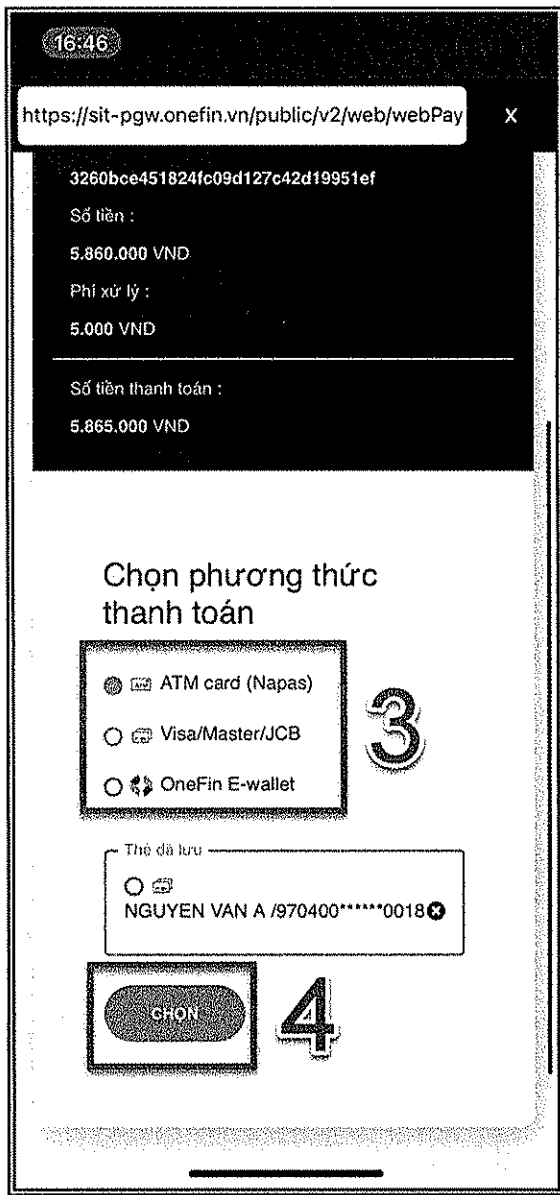 16:46
https://sit-pgw.onefin.vn/public/v2/web/webPay x
3260bce451824fc09d127c42d19951ef
Số tiền :
5.860.000 VND
Phí xử lý :
5.000 VND
Số tiền thanh toán :
5.865.000 VND
Chọn phương thức
thanh toán
ATM card (Napas)
Visa/Master/JCB
OneFin E-wallet
3
Thẻ đã lưu
NGUYEN VAN A /970400******0018
CHỌN
4